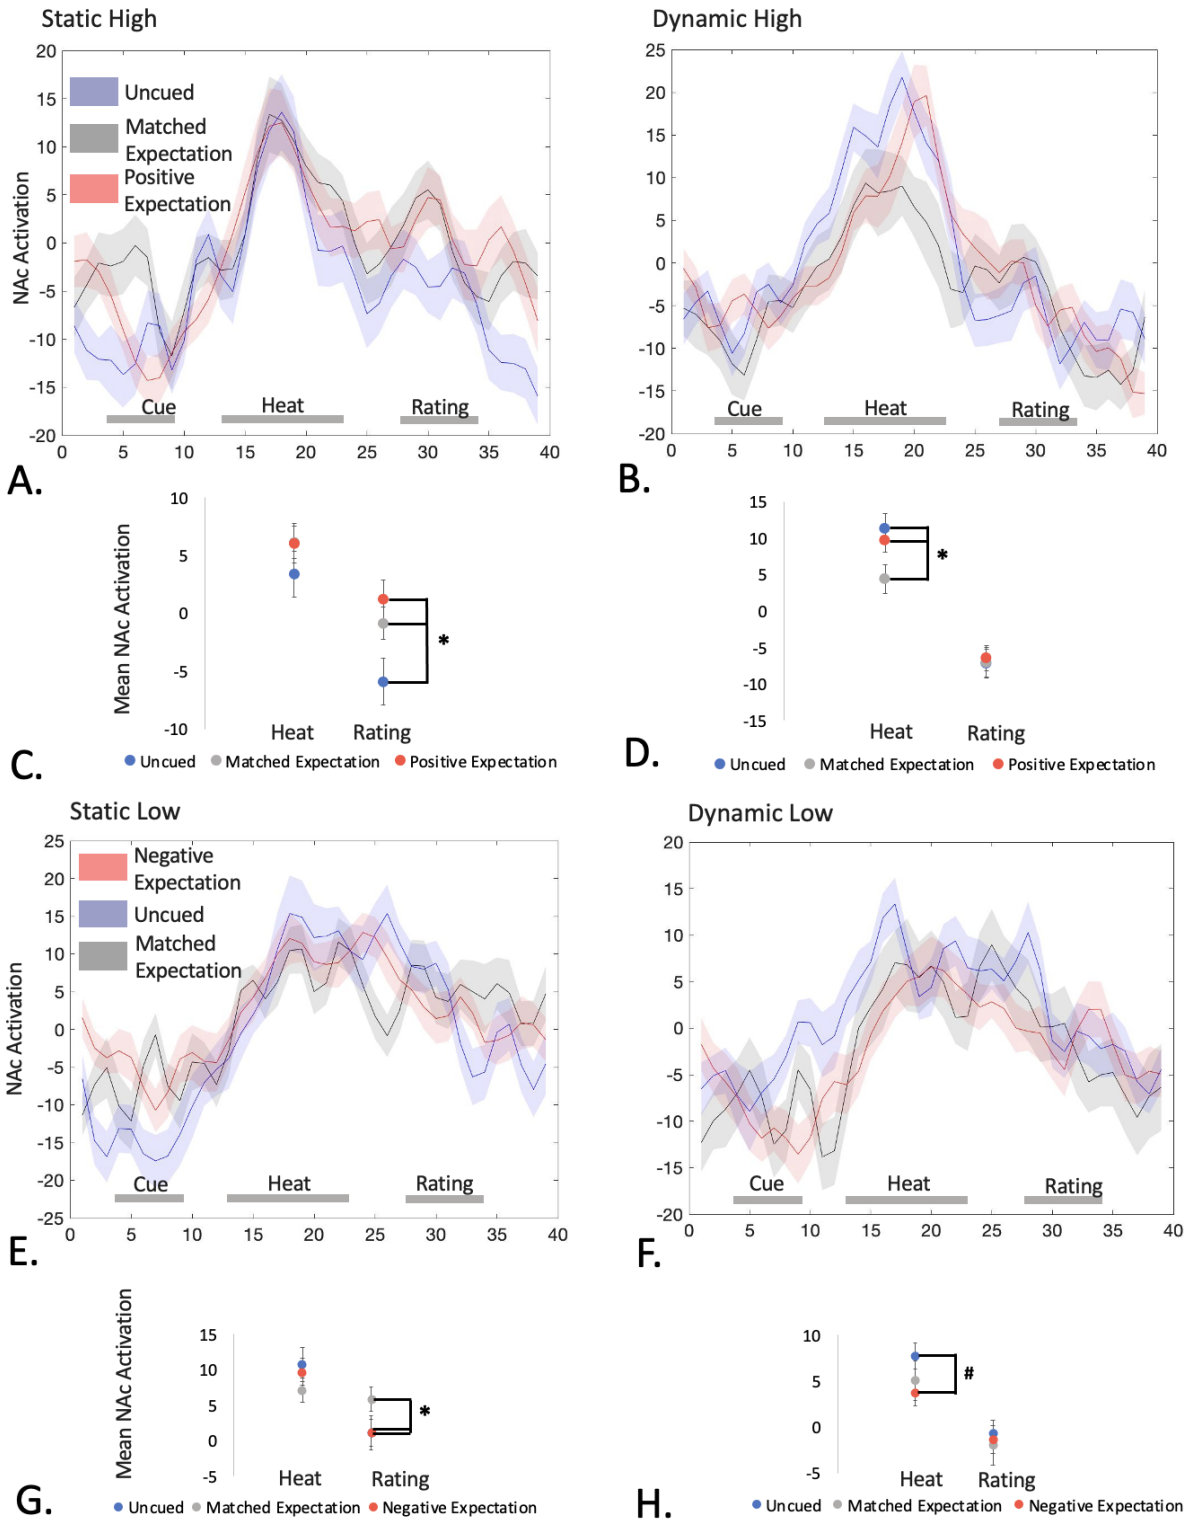 Static High
Dynamic High
20
15
10
5
0
-5
-10
-15
-20
NAc Activation
Uncued
Matched
Expectation
Positive
Expectation
Cue
Heat
Rating
0 5 10 15 20 25 30 35 40
A.
25
20
15
10
5
0
-5
-10
-15
-20
Cue
Heat
Rating
0 5 10 15 20 25 30 35 40
B.
Mean NAc Activation
10
5
0
-5
-10
*
Heat
Rating
Uncued Matched Expectation Positive Expectation
C.
15
10
5
0
-5
-10
-15
*
Heat
Rating
Uncued Matched Expectation Positive Expectation
D.
Static Low
Dynamic Low
25
20
15
10
5
0
-5
-10
-15
-20
-25
NAc Activation
Negative
Expectation
Uncued
Matched
Expectation
Cue
Heat
Rating
0 5 10 15 20 25 30 35 40
E.
20
15
10
5
0
-5
-10
-15
-20
Cue
Heat
Rating
0 5 10 15 20 25 30 35 40
F.
Mean NAc Activation
15
10
5
0
-5
*
Heat
Rating
Uncued Matched Expectation Negative Expectation
G.
10
5
0
-5
#
Heat
Rating
Uncued Matched Expectation Negative Expectation
H.